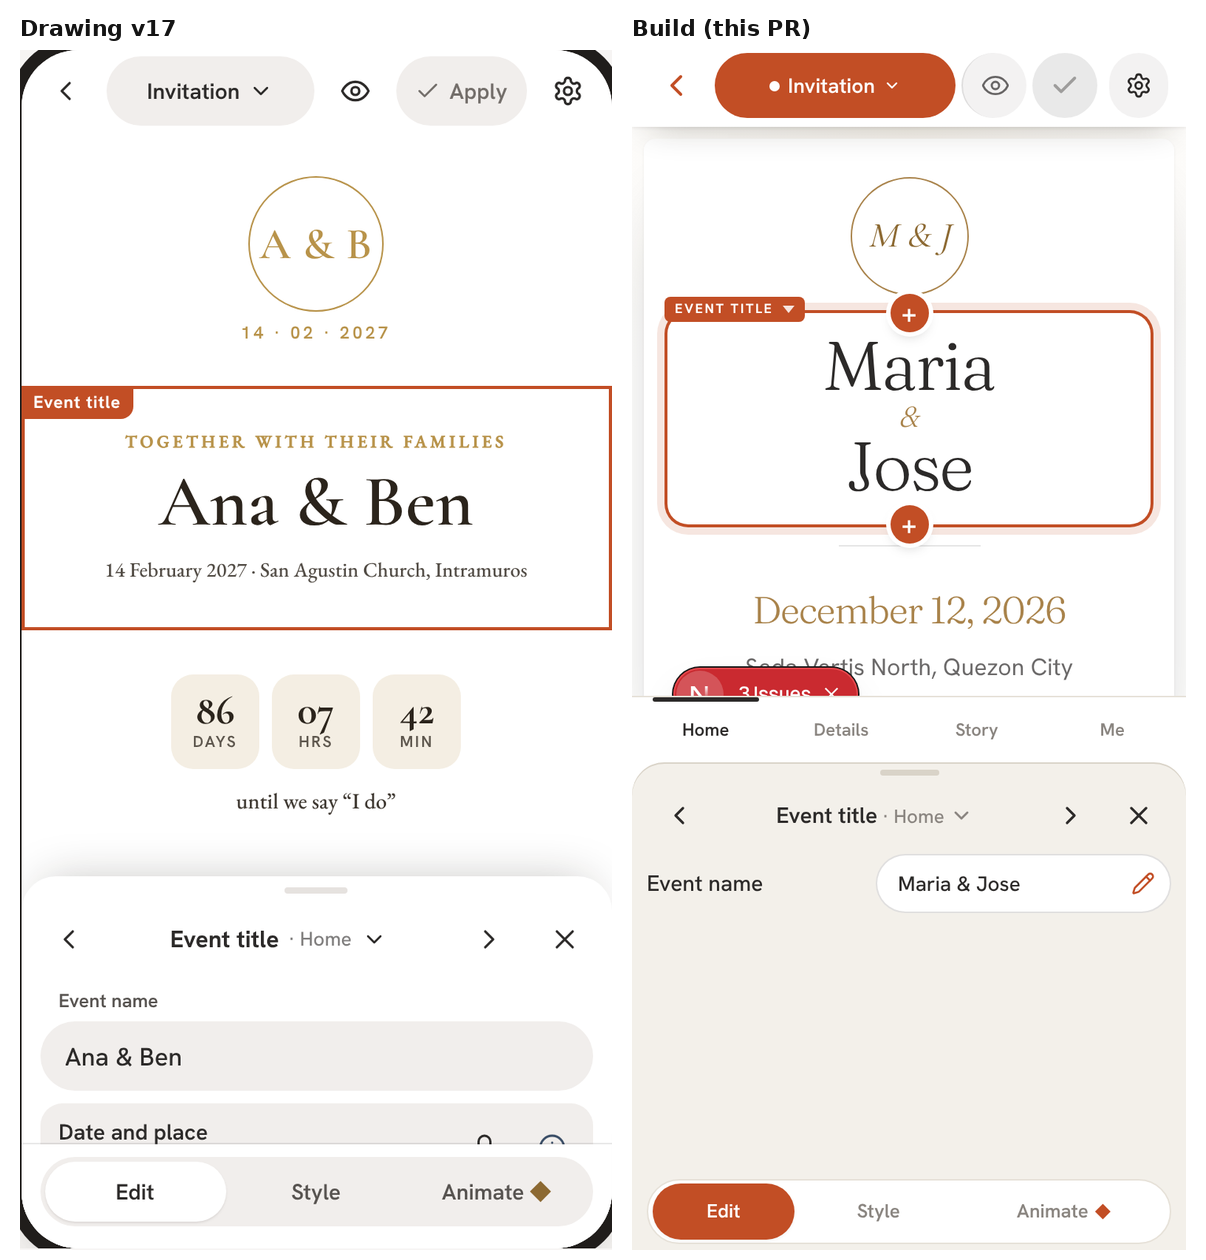 Drawing v17
Invitation
Apply
A & B
14 · 02 · 2027
Event title
TOGETHER WITH THEIR FAMILIES
Ana & Ben
14 February 2027 · San Agustin Church, Intramuros
86
DAYS
07
HRS
42
MIN
until we say “I do”
Event title · Home
Event name
Ana & Ben
Date and place
Edit
Style
Animate
Build (this PR)
Invitation
M & J
EVENT TITLE
Maria
&
Jose
December 12, 2026
North, Quezon City
3 Issues
Home
Details
Story
Me
Event title · Home
Event name
Maria & Jose
Edit
Style
Animate